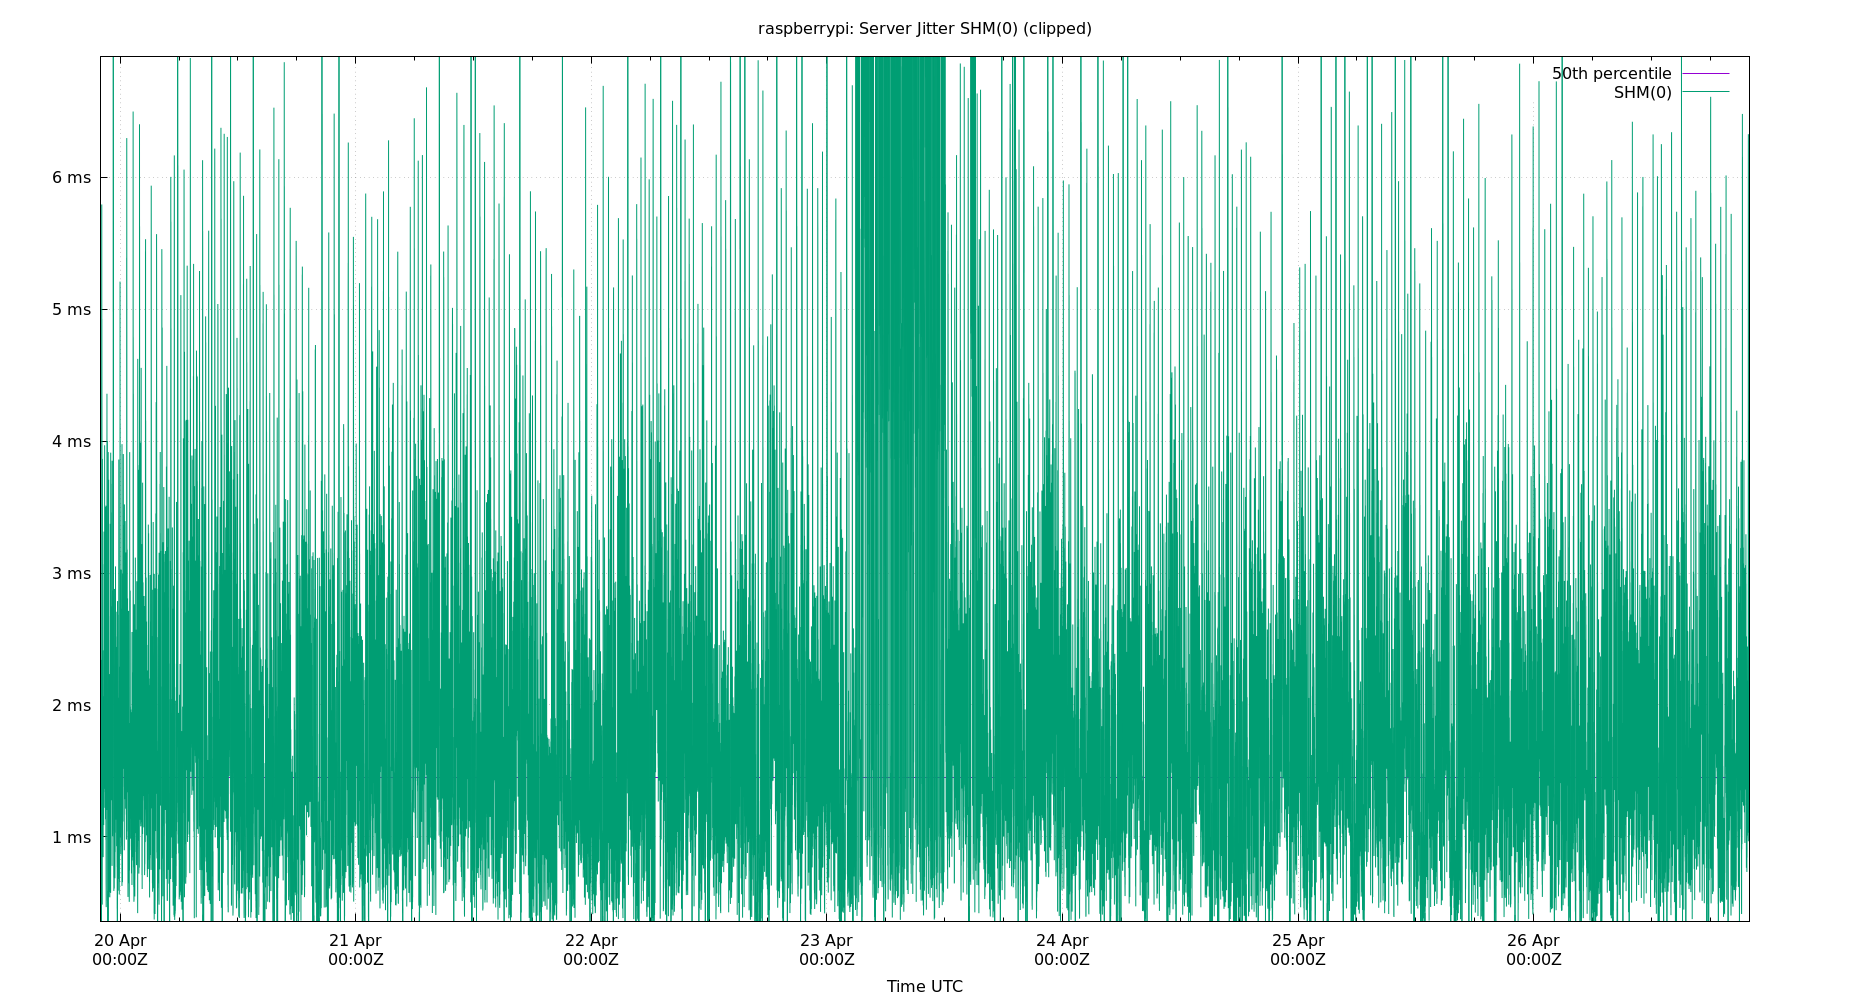 raspberrypi: Server Jitter SHM(0) (clipped)
50th percentile
SHM(0)
6 ms
5 ms
4 ms
3 ms
2 ms
1 ms
20 Apr
00:00Z
21 Apr
00:00Z
22 Apr
00:00Z
23 Apr
00:00Z
24 Apr
00:00Z
25 Apr
00:00Z
26 Apr
00:00Z
Time UTC